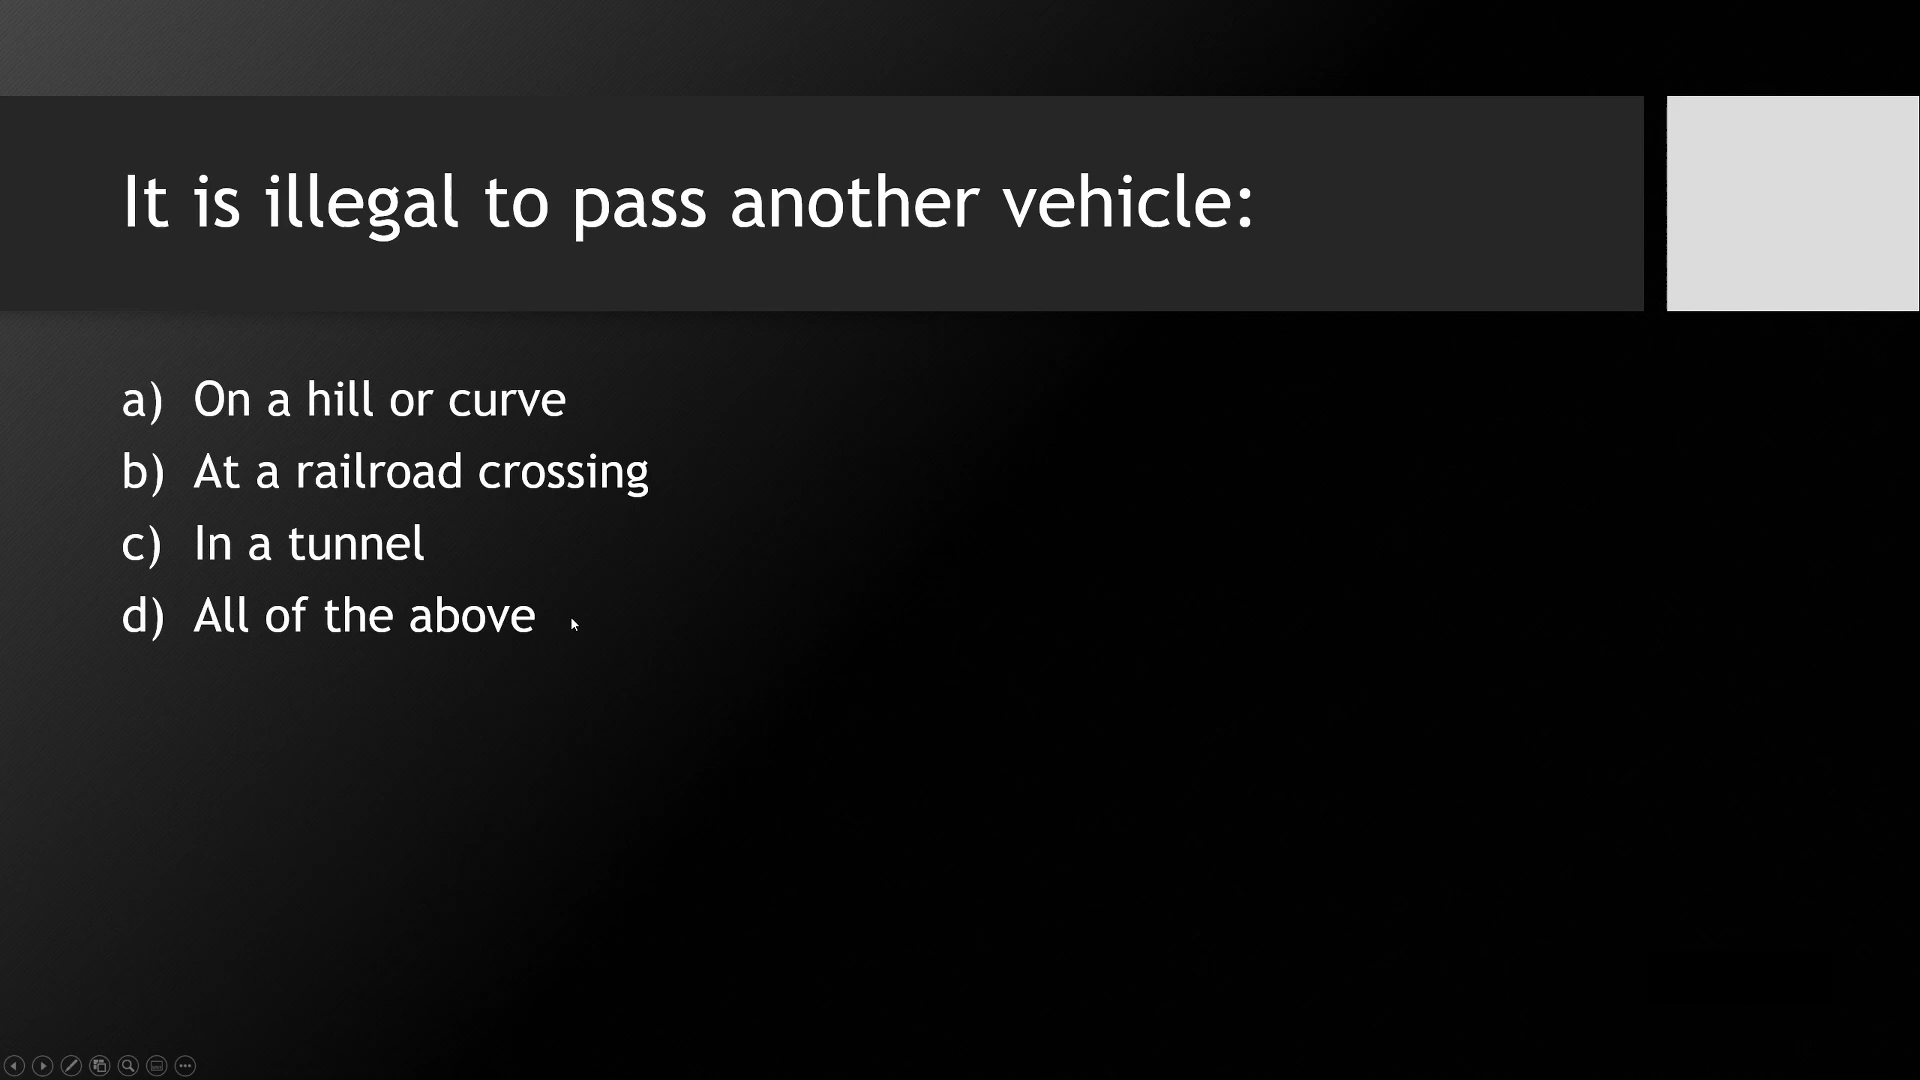 It is illegal to pass another vehicle:
a) On a hill or curve
b) At a railroad crossing
c) In a tunnel
d) All of the above